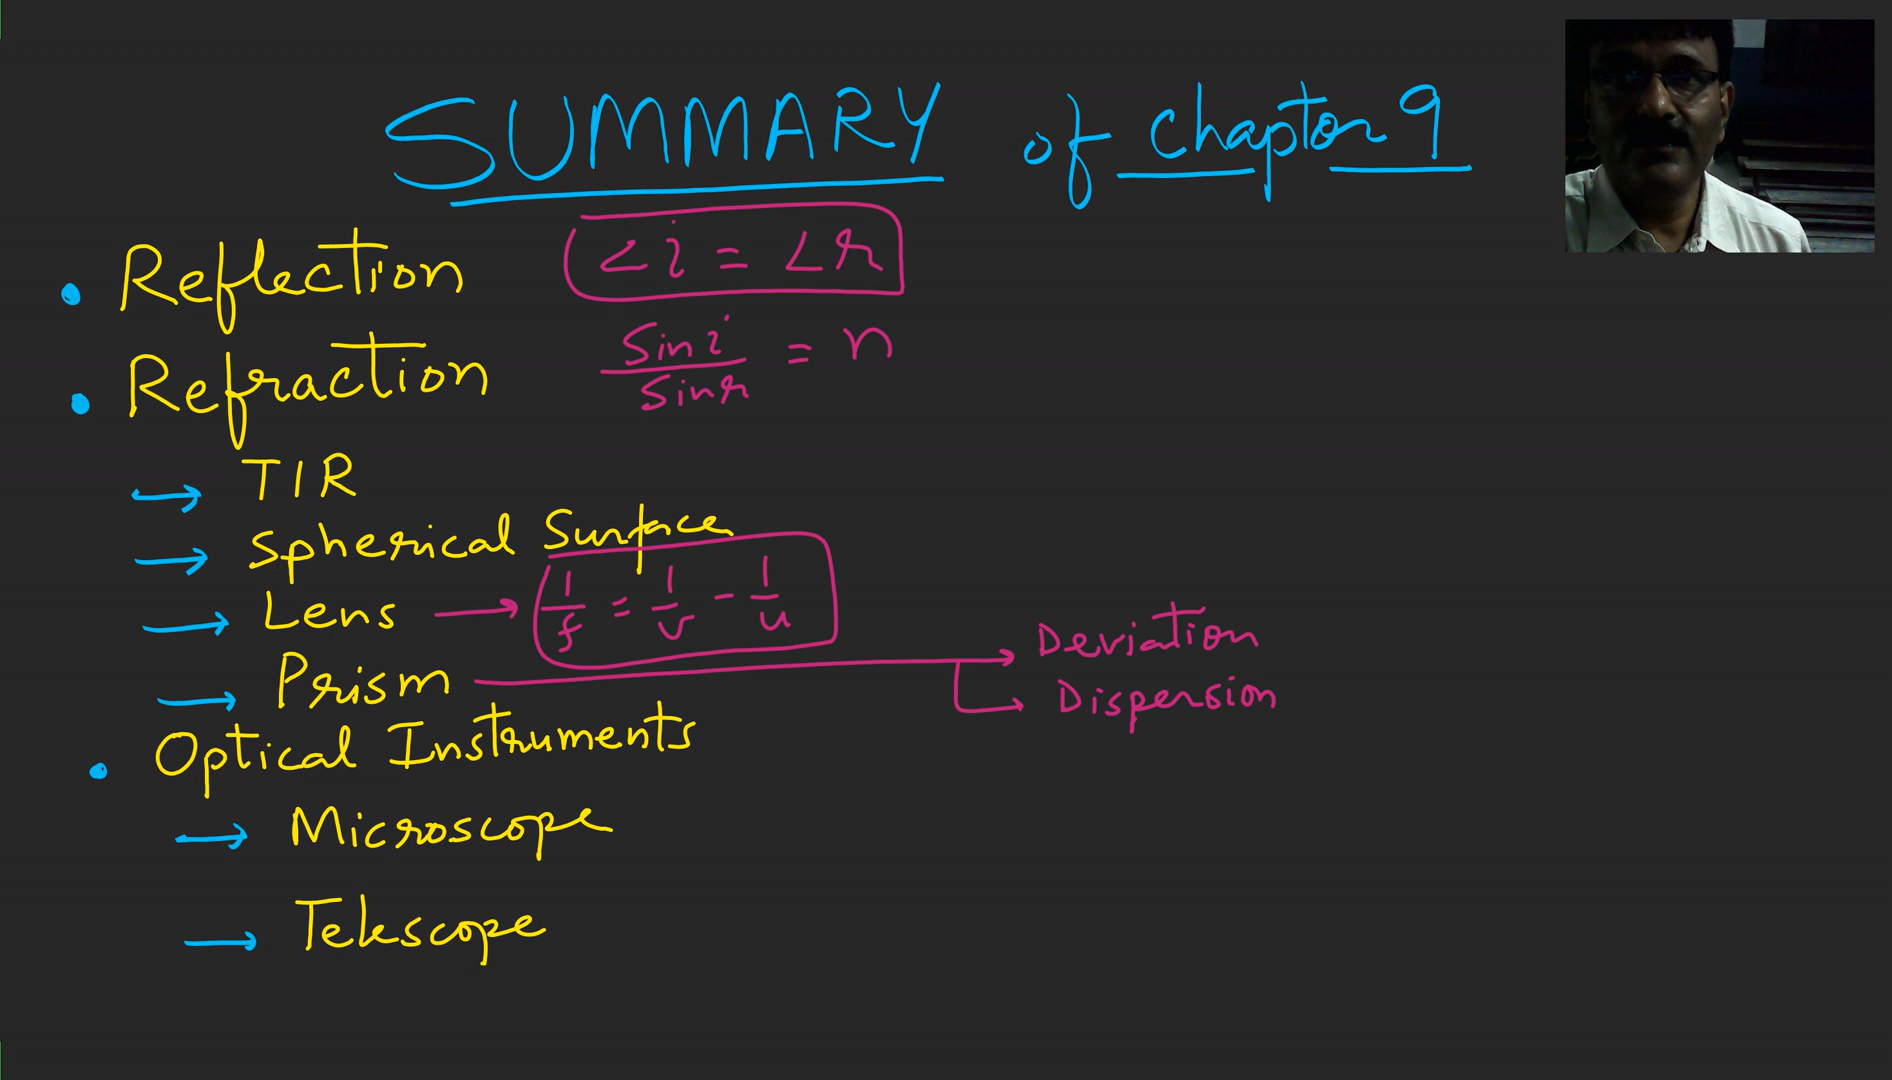 SUMMARY of Chapter 9
• Reflection ∠i = ∠r
• Refraction Sin i / Sin r = n
→ TIR
→ Spherical Surface
→ Lens → 1/f = 1/v - 1/u
→ Prism → Deviation
→ Dispersion
• Optical Instruments
→ Microscope
→ Telescope